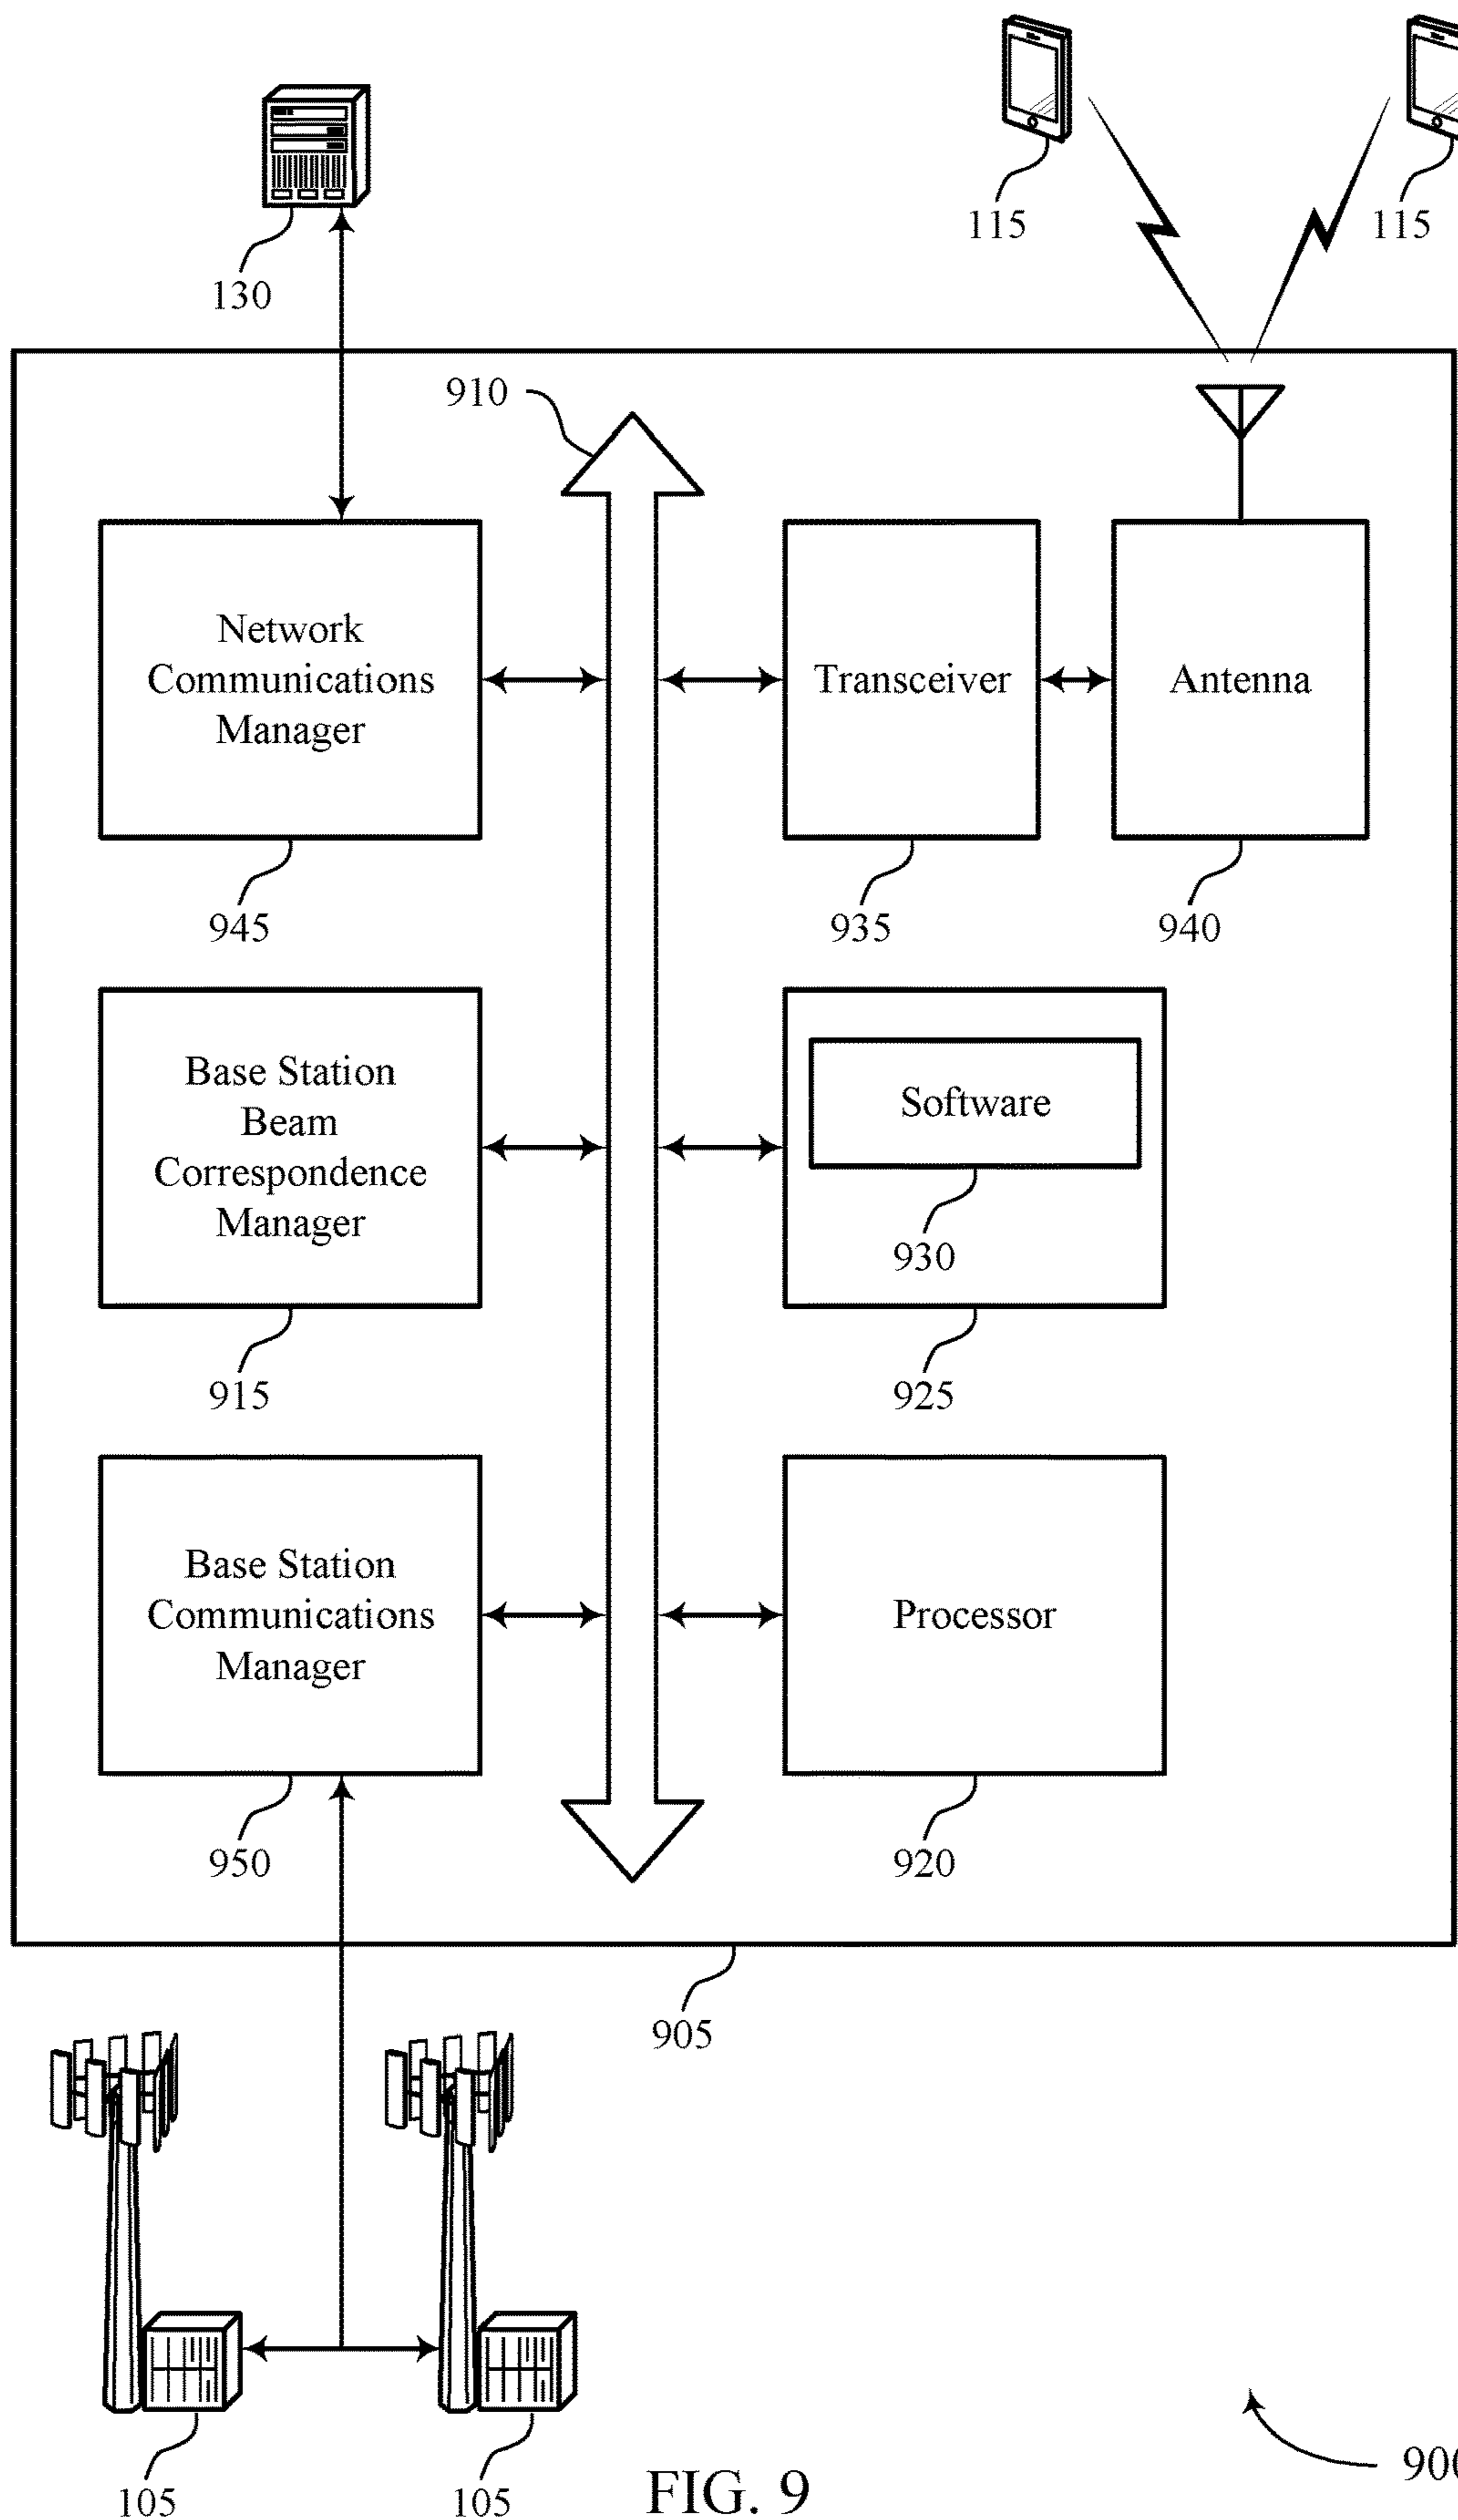 115
115
130
910
Network
Communications
Manager
Transceiver
Antenna
945
935
940
Base Station
Beam
Correspondence
Manager
Software
930
915
925
Base Station
Communications
Manager
Processor
950
920
905
105
105
FIG. 9
900